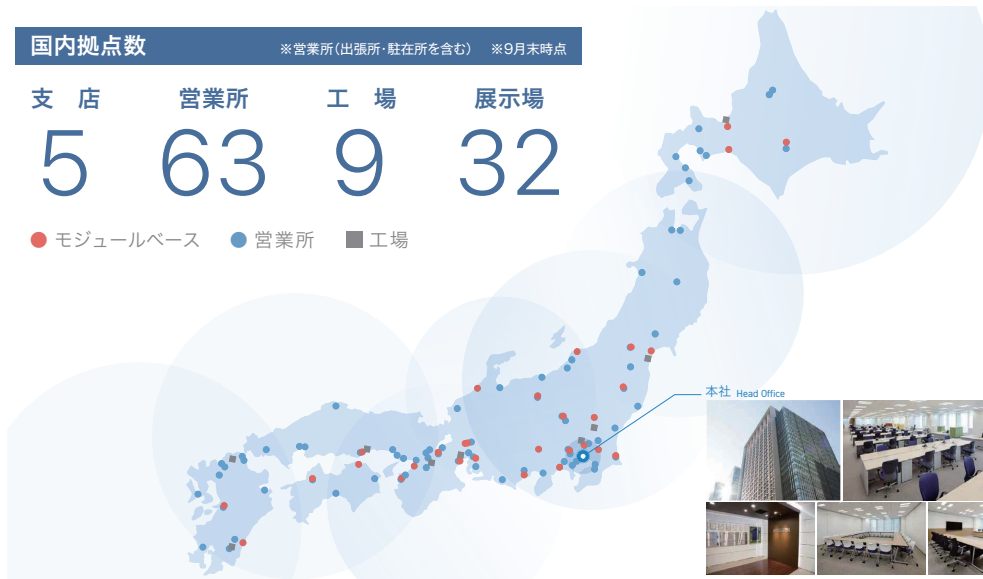 国内拠点数 ※営業所(出張所・駐在所を含む) ※9月末時点
支 店 営業所 工 場 展示場
5 63 9 32
モジュールベース 営業所 工場
本社 Head Office